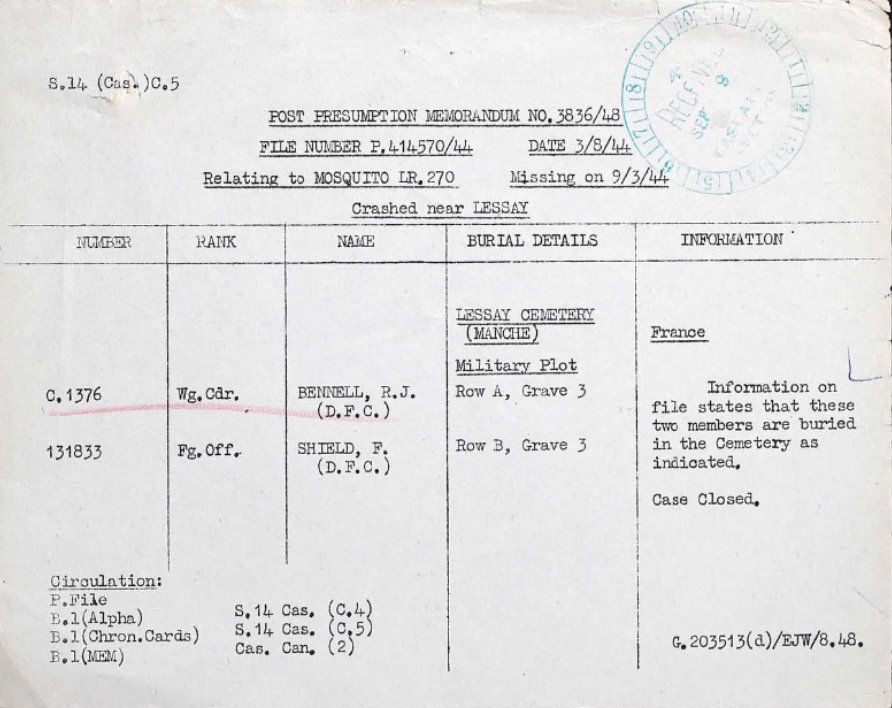 S.14 (Cas.)C.5
RECEIVED
SEP
POST PRESUMPTION MEMORANDUM NO.3836/48
FILE NUMBER P.414570/44 DATE 3/8/44
Relating to MOSQUITO LR.270 Missing on 9/3/44
Crashed near LESSAY
NUMBER RANK NAME BURIAL DETAILS INFORMATION
LESSAY CEMETERY
(MANCHE)
France
Military Plot
C.1376 Wg.Cdr. BENNELL, R.J. Row A, Grave 3
(D.F.C.)
131833 Fg.Off. SHIELD, F. Row B, Grave 3
(D.F.C.)
Information on
file states that these
two members are buried
in the Cemetery as
indicated.
Case Closed.
Circulation:
P.File
B.1(Alpha) S.14 Cas. (C.4)
B.1(Chron.Cards) S.14 Cas. (C.5)
B.1(MEM) Cas. Can. (2)
G.203513(d)/EJW/8.48.